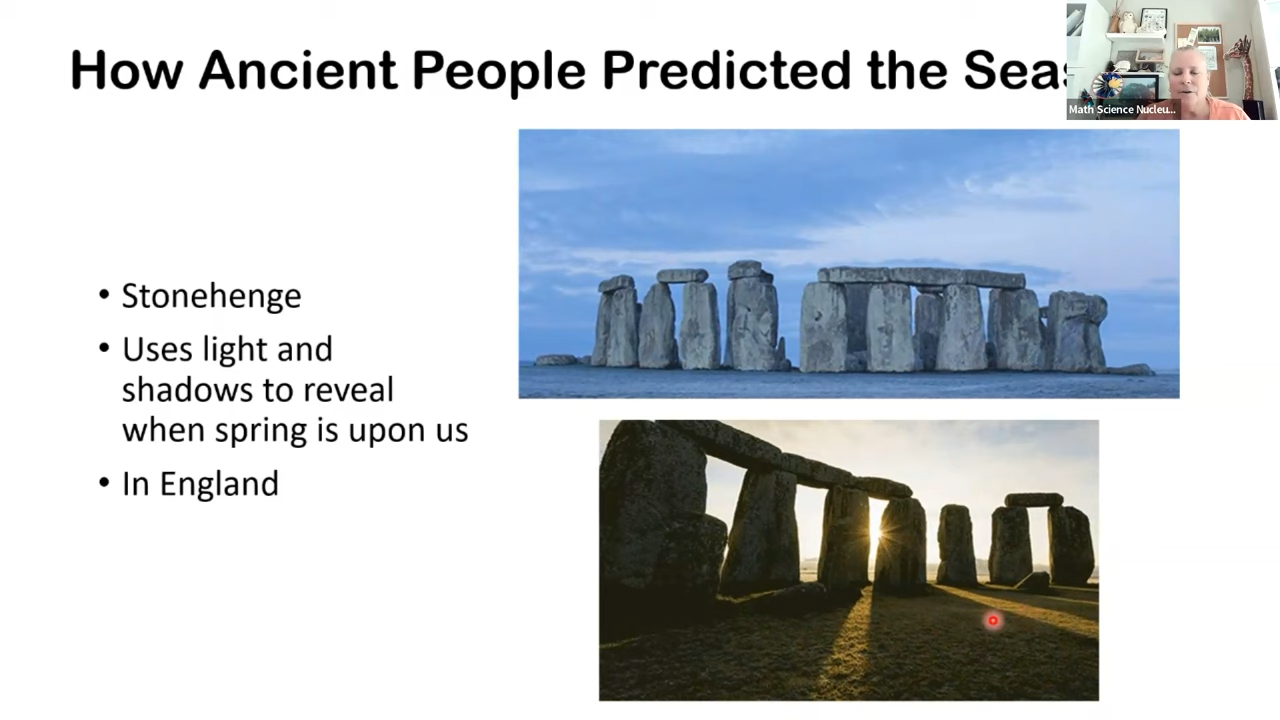 How Ancient People Predicted the Seas
Math Science Nucleu...
• Stonehenge
• Uses light and
shadows to reveal
when spring is upon us
• In England